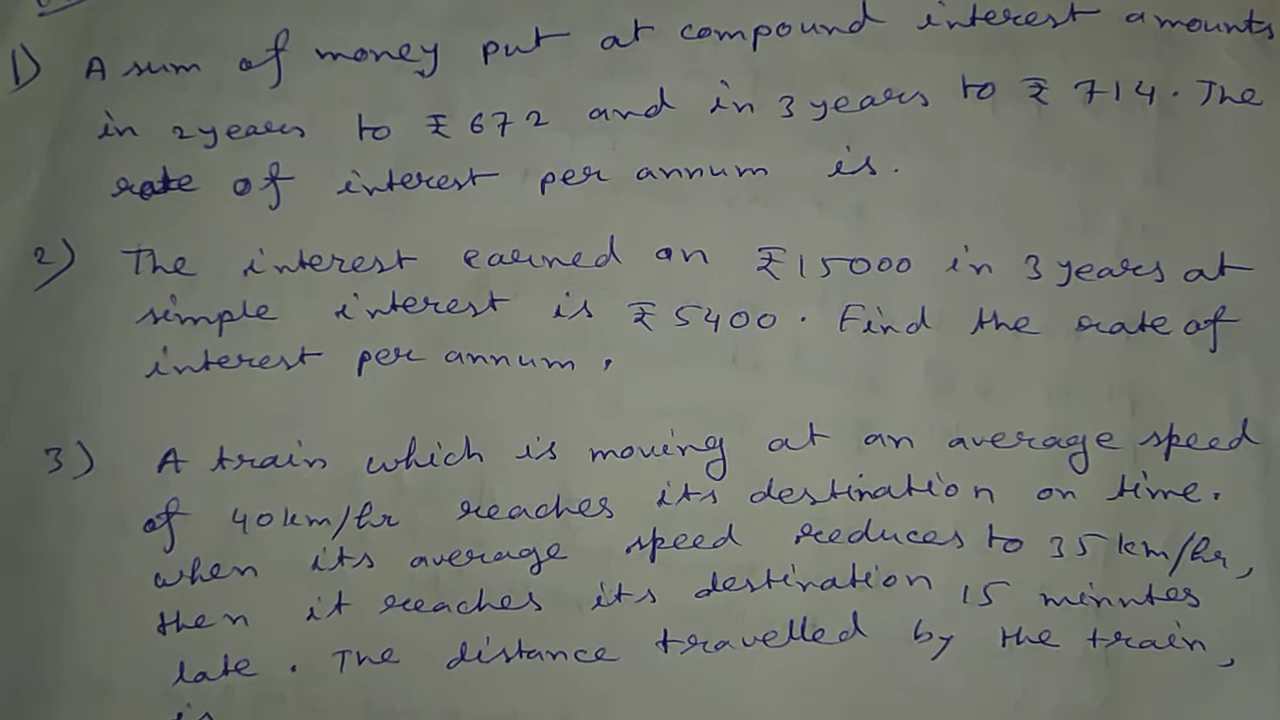 1) A sum of money put at compound interest amounts
in 2 years to ₹ 672 and in 3 years to ₹ 714. The
rate of interest per annum is.
2) The interest earned an ₹15000 in 3 years at
simple interest is ₹5400. Find the rate of
interest per annum,
3) A train which is moving at an average speed
of 40km/hr reaches its destination on time.
when its average speed reduces to 35 km/hr,
then it reaches its destination 15 minutes
late. The distance travelled by the train,
is